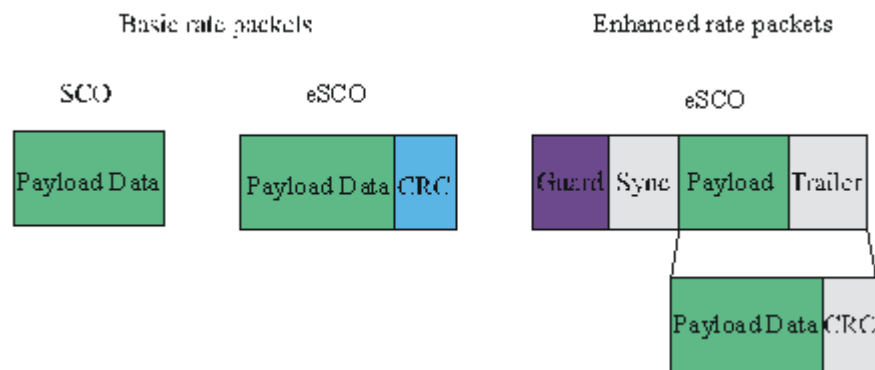 Basic rate packets
Enhanced rate packets
SCO
eSCO
eSCO
Payload Data
Payload Data
CRC
Guard
Sync
Payload
Trailer
Payload Data
CRC